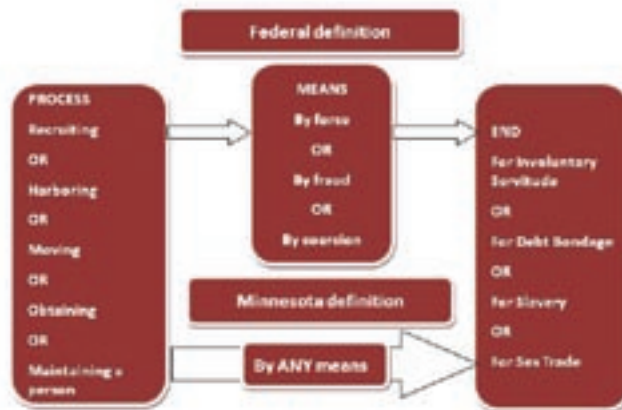 Federal definition
PROCESS
Recruiting
OR
Harboring
OR
Moving
OR
Obtaining
OR
Maintaining a
person
MEANS
By force
OR
By fraud
OR
By coersion
END
For Involuntary
Servitude
OR
For Debt Bondage
OR
For Slavery
OR
For Sex Trade
Minnesota definition
By ANY means